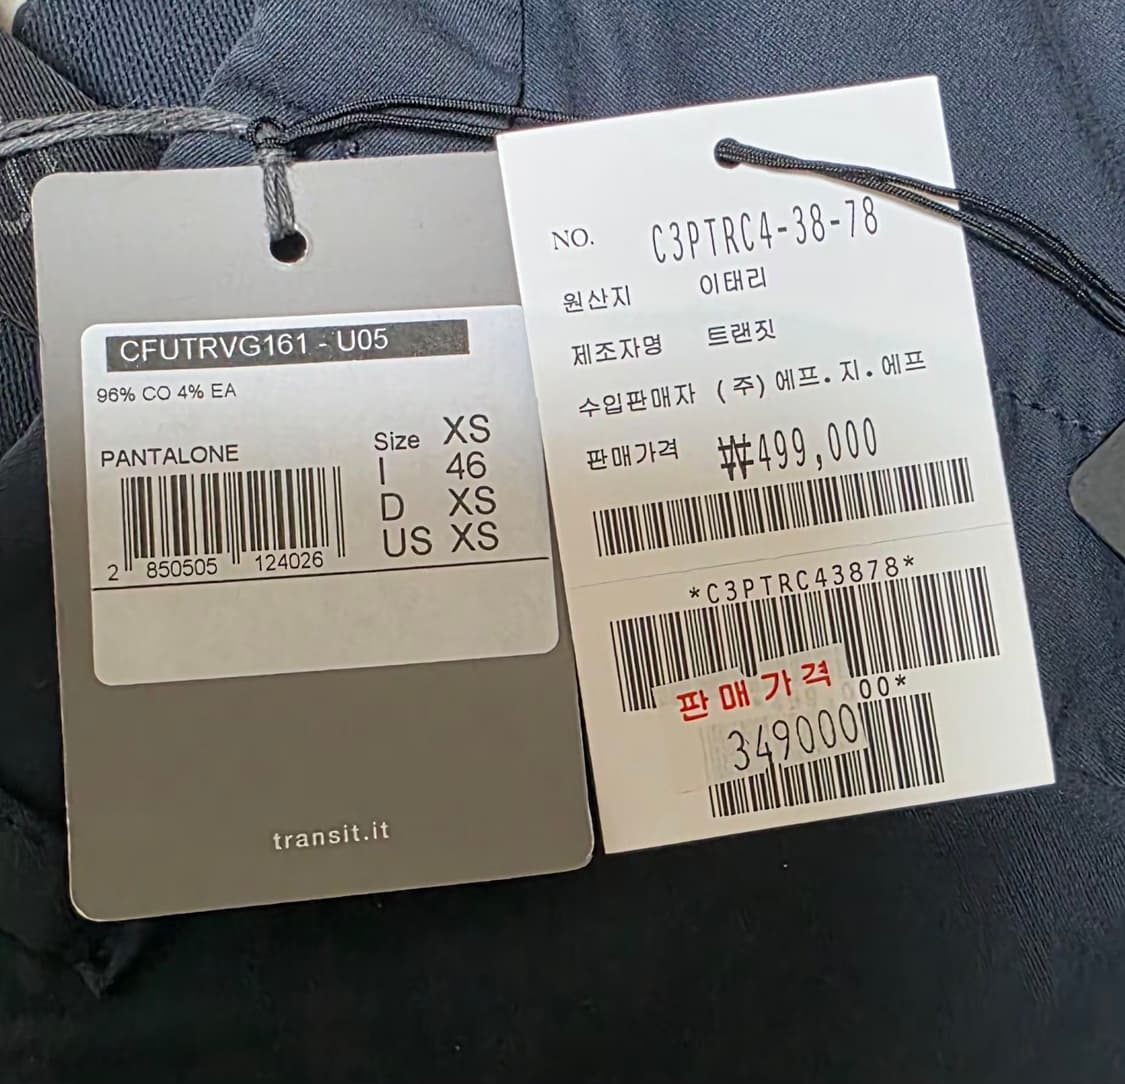 CFUTRVG161 - U05
96% CO 4% EA
PANTALONE
Size XS
I 46
D XS
US XS
2 850505 124026
transit.it
NO. C3PTRC4-38-78
원산지 이태리
제조자명 트랜짓
수입판매자 (주)에프.지.에프
판매가격 ₩499,000
*C3PTRC43878*
판매가격
00*
349000